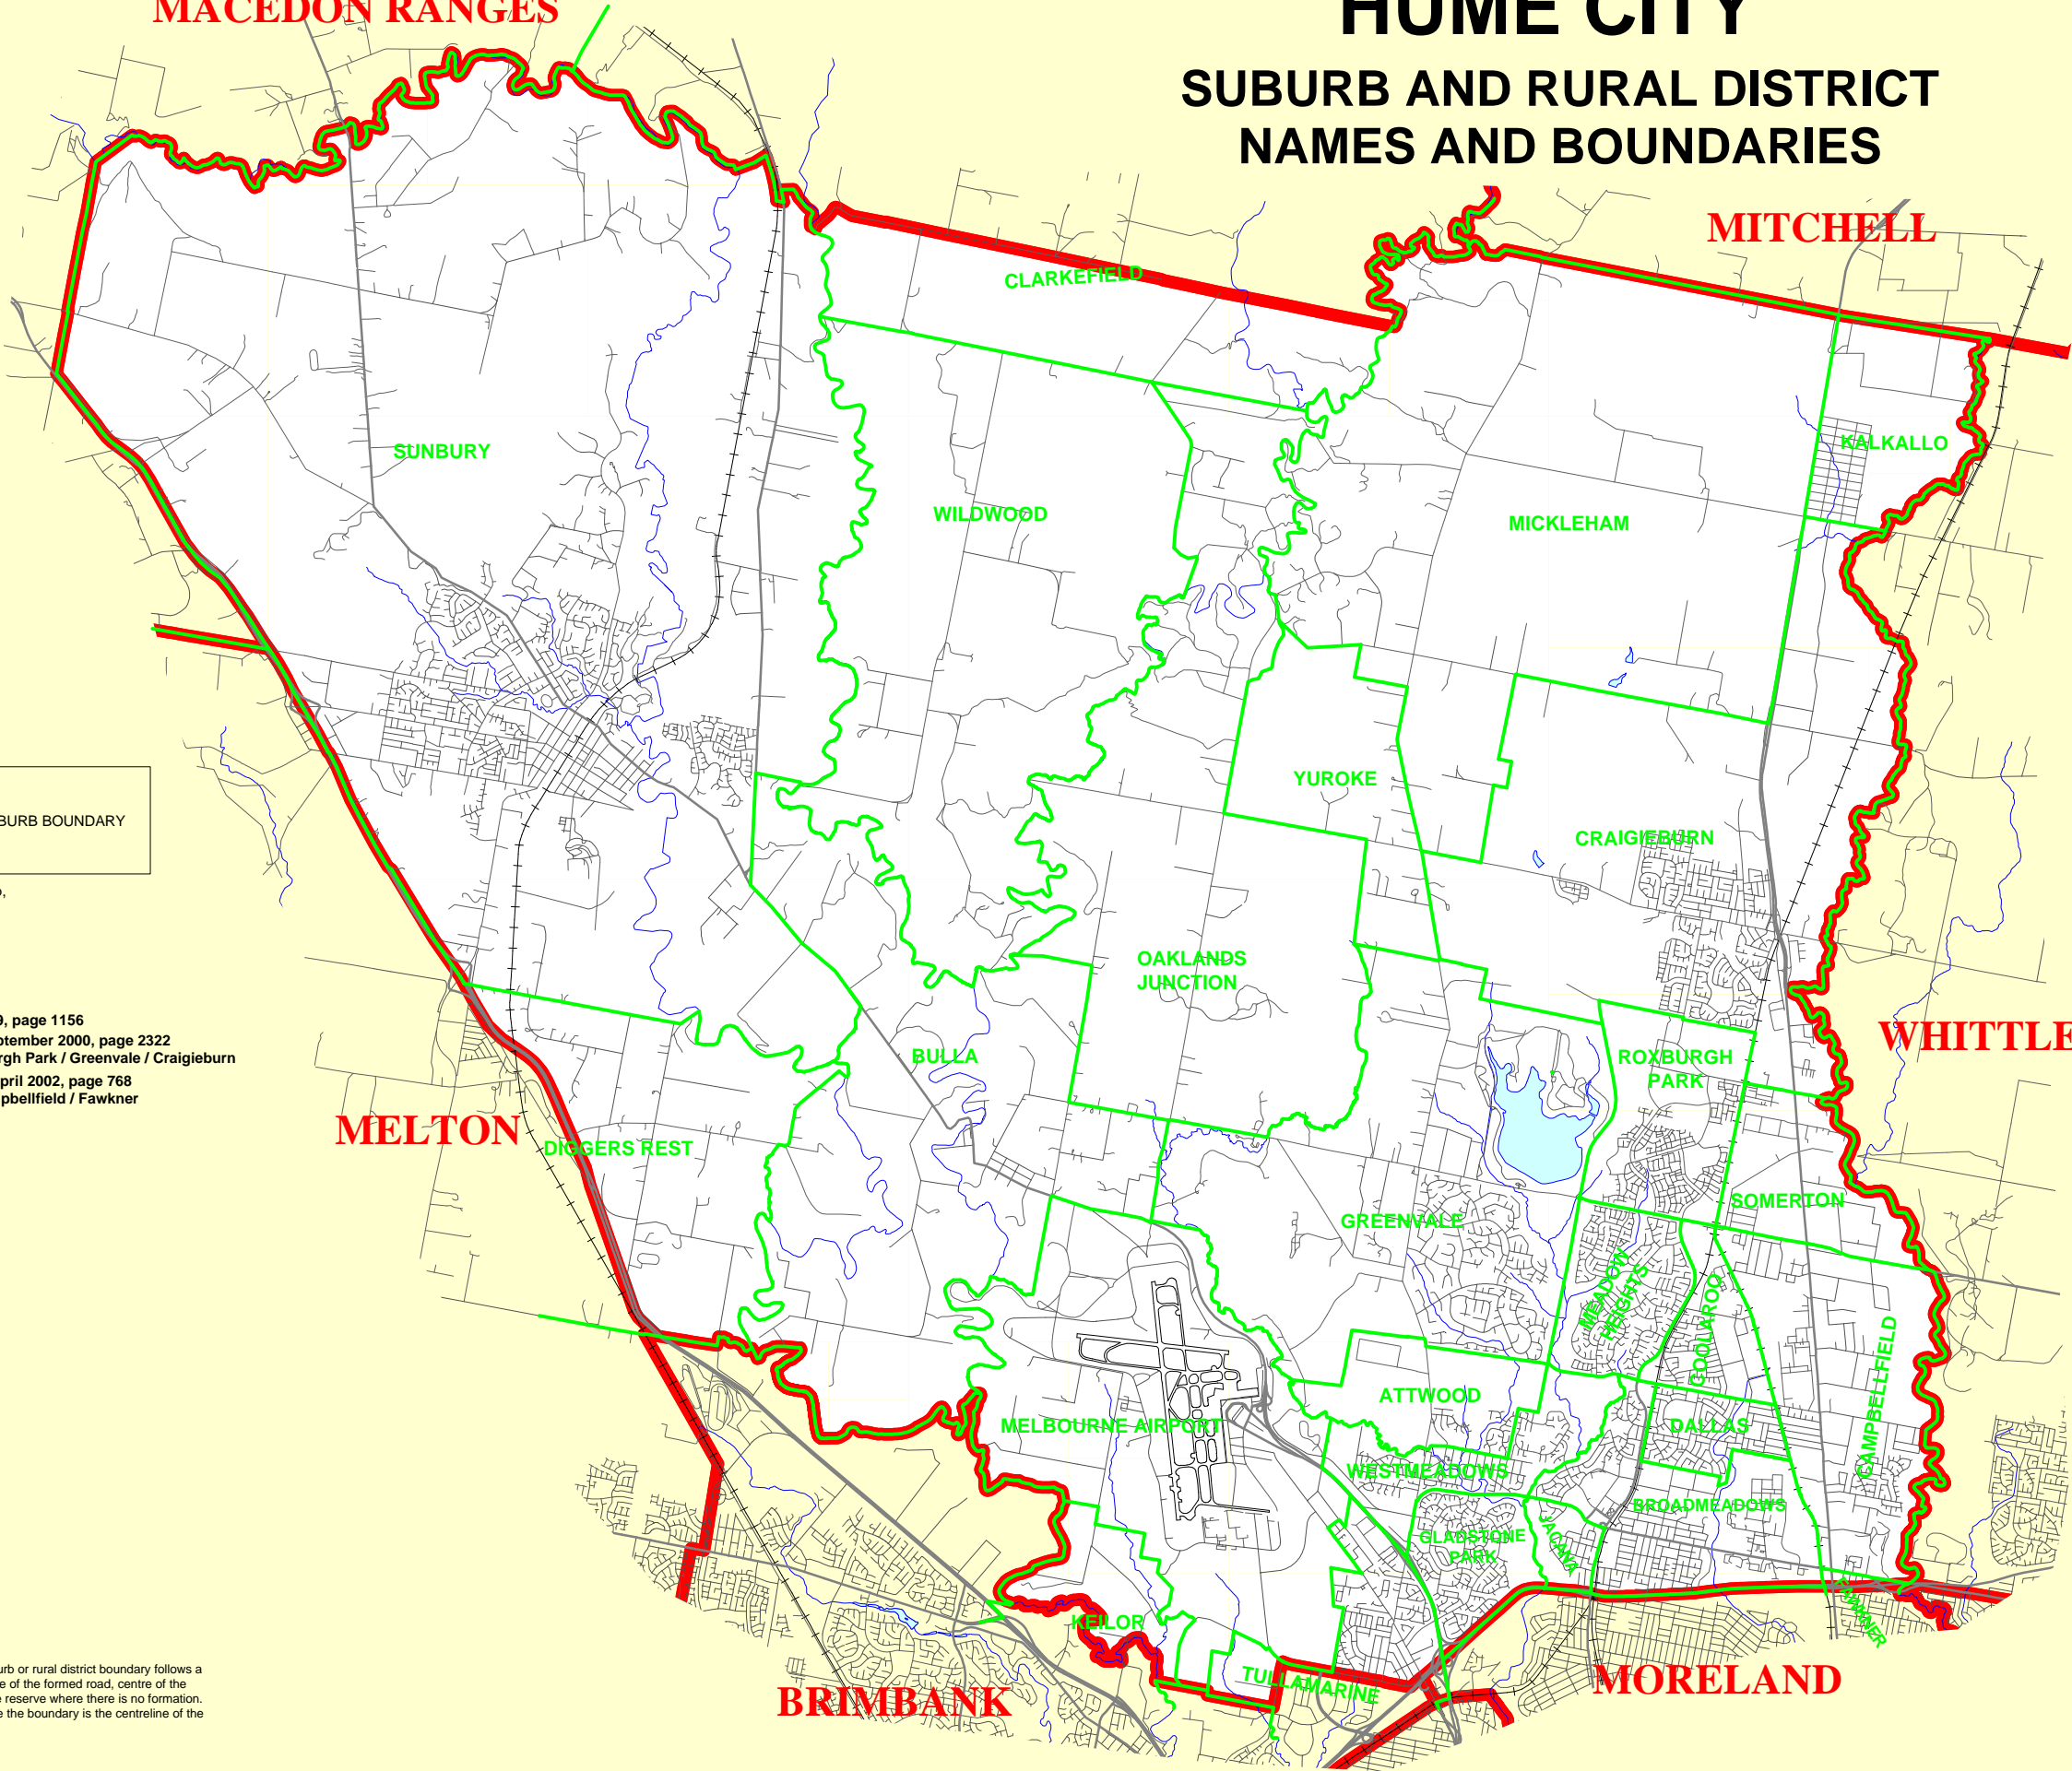 MACEDON RANGES
HUME CITY
SUBURB AND RURAL DISTRICT
NAMES AND BOUNDARIES
MITCHELL
CLARKEFIELD
KALKALLO
SUNBURY
WILDWOOD
MICKLEHAM
YUROKE
BURB BOUNDARY
CRAIGIEBURN
OAKLANDS
JUNCTION
9, page 1156
ptember 2000, page 2322
rgh Park / Greenvale / Craigieburn
pril 2002, page 768
pbellfield / Fawkner
WHITTLE
BULLA
ROXBURGH
PARK
MELTON
DIGGERS REST
SOMERTON
GREENVALE
MEADOW
HEIGHTS
COOLAROO
CAMPBELLFIELD
ATTWOOD
MELBOURNE AIRPORT
DALLAS
WESTMEADOWS
BROADMEADOWS
GLADSTONE
PARK
JACANA
FAWKNER
KEILOR
TULLAMARINE
MORELAND
BRIMBANK
urb or rural district boundary follows a
e of the formed road, centre of the
e reserve where there is no formation.
e the boundary is the centreline of the